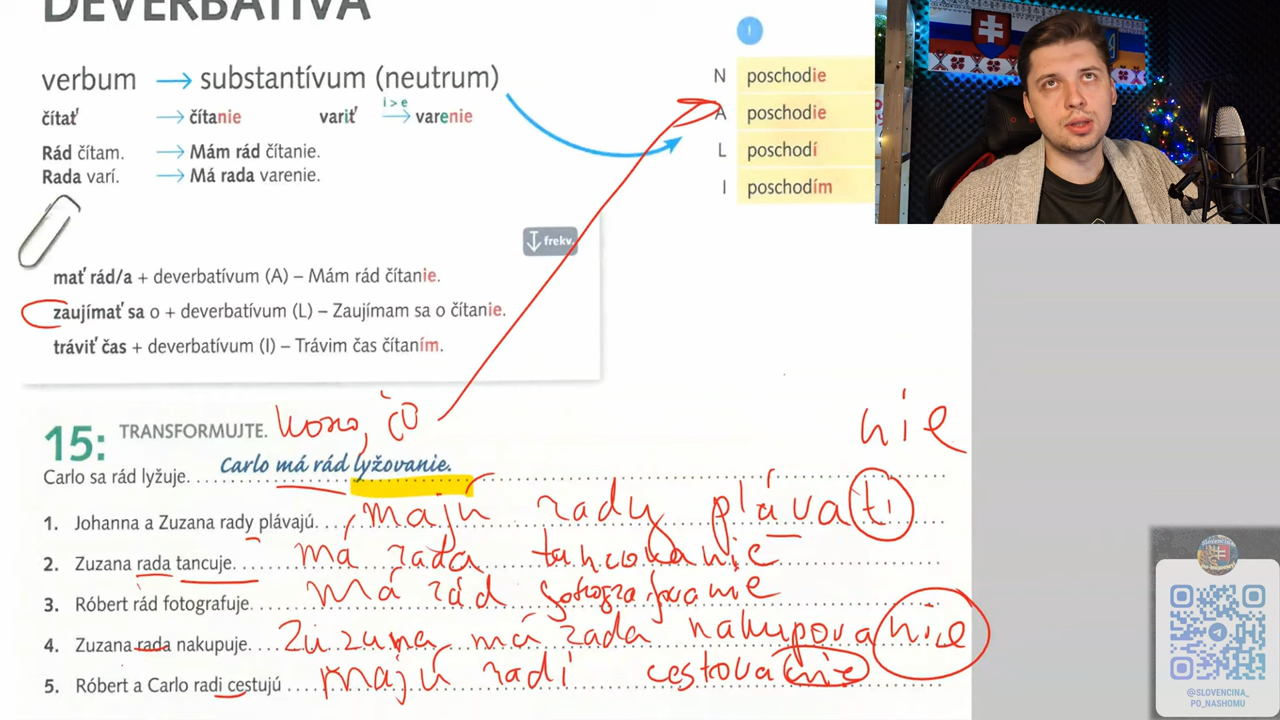 DEVERBATÍVA
verbum → substantívum (neutrum)
čítať → čítanie variť i > e → varenie
Rád čítam. → Mám rád čítanie.
Rada varí. → Má rada varenie.
!
N poschodie
A poschodie
L poschodí
I poschodím
frekv.
mať rád/a + deverbatívum (A) – Mám rád čítanie.
zaujímať sa o + deverbatívum (L) – Zaujímam sa o čítanie.
tráviť čas + deverbatívum (I) – Trávim čas čítaním.
15: TRANSFORMUJTE. koho, čo nie
Carlo sa rád lyžuje. Carlo má rád lyžovanie.
1. Johanna a Zuzana rady plávajú. majú rady plávati
2. Zuzana rada tancuje. má rada tancovanie
3. Róbert rád fotografuje. má rád fotografovanie
4. Zuzana rada nakupuje. Zuzana má rada nakupovanie
5. Róbert a Carlo radi cestujú majú radi cestovanie
SLOVENČINA
@SLOVENCINA_
PO_NASHOMU